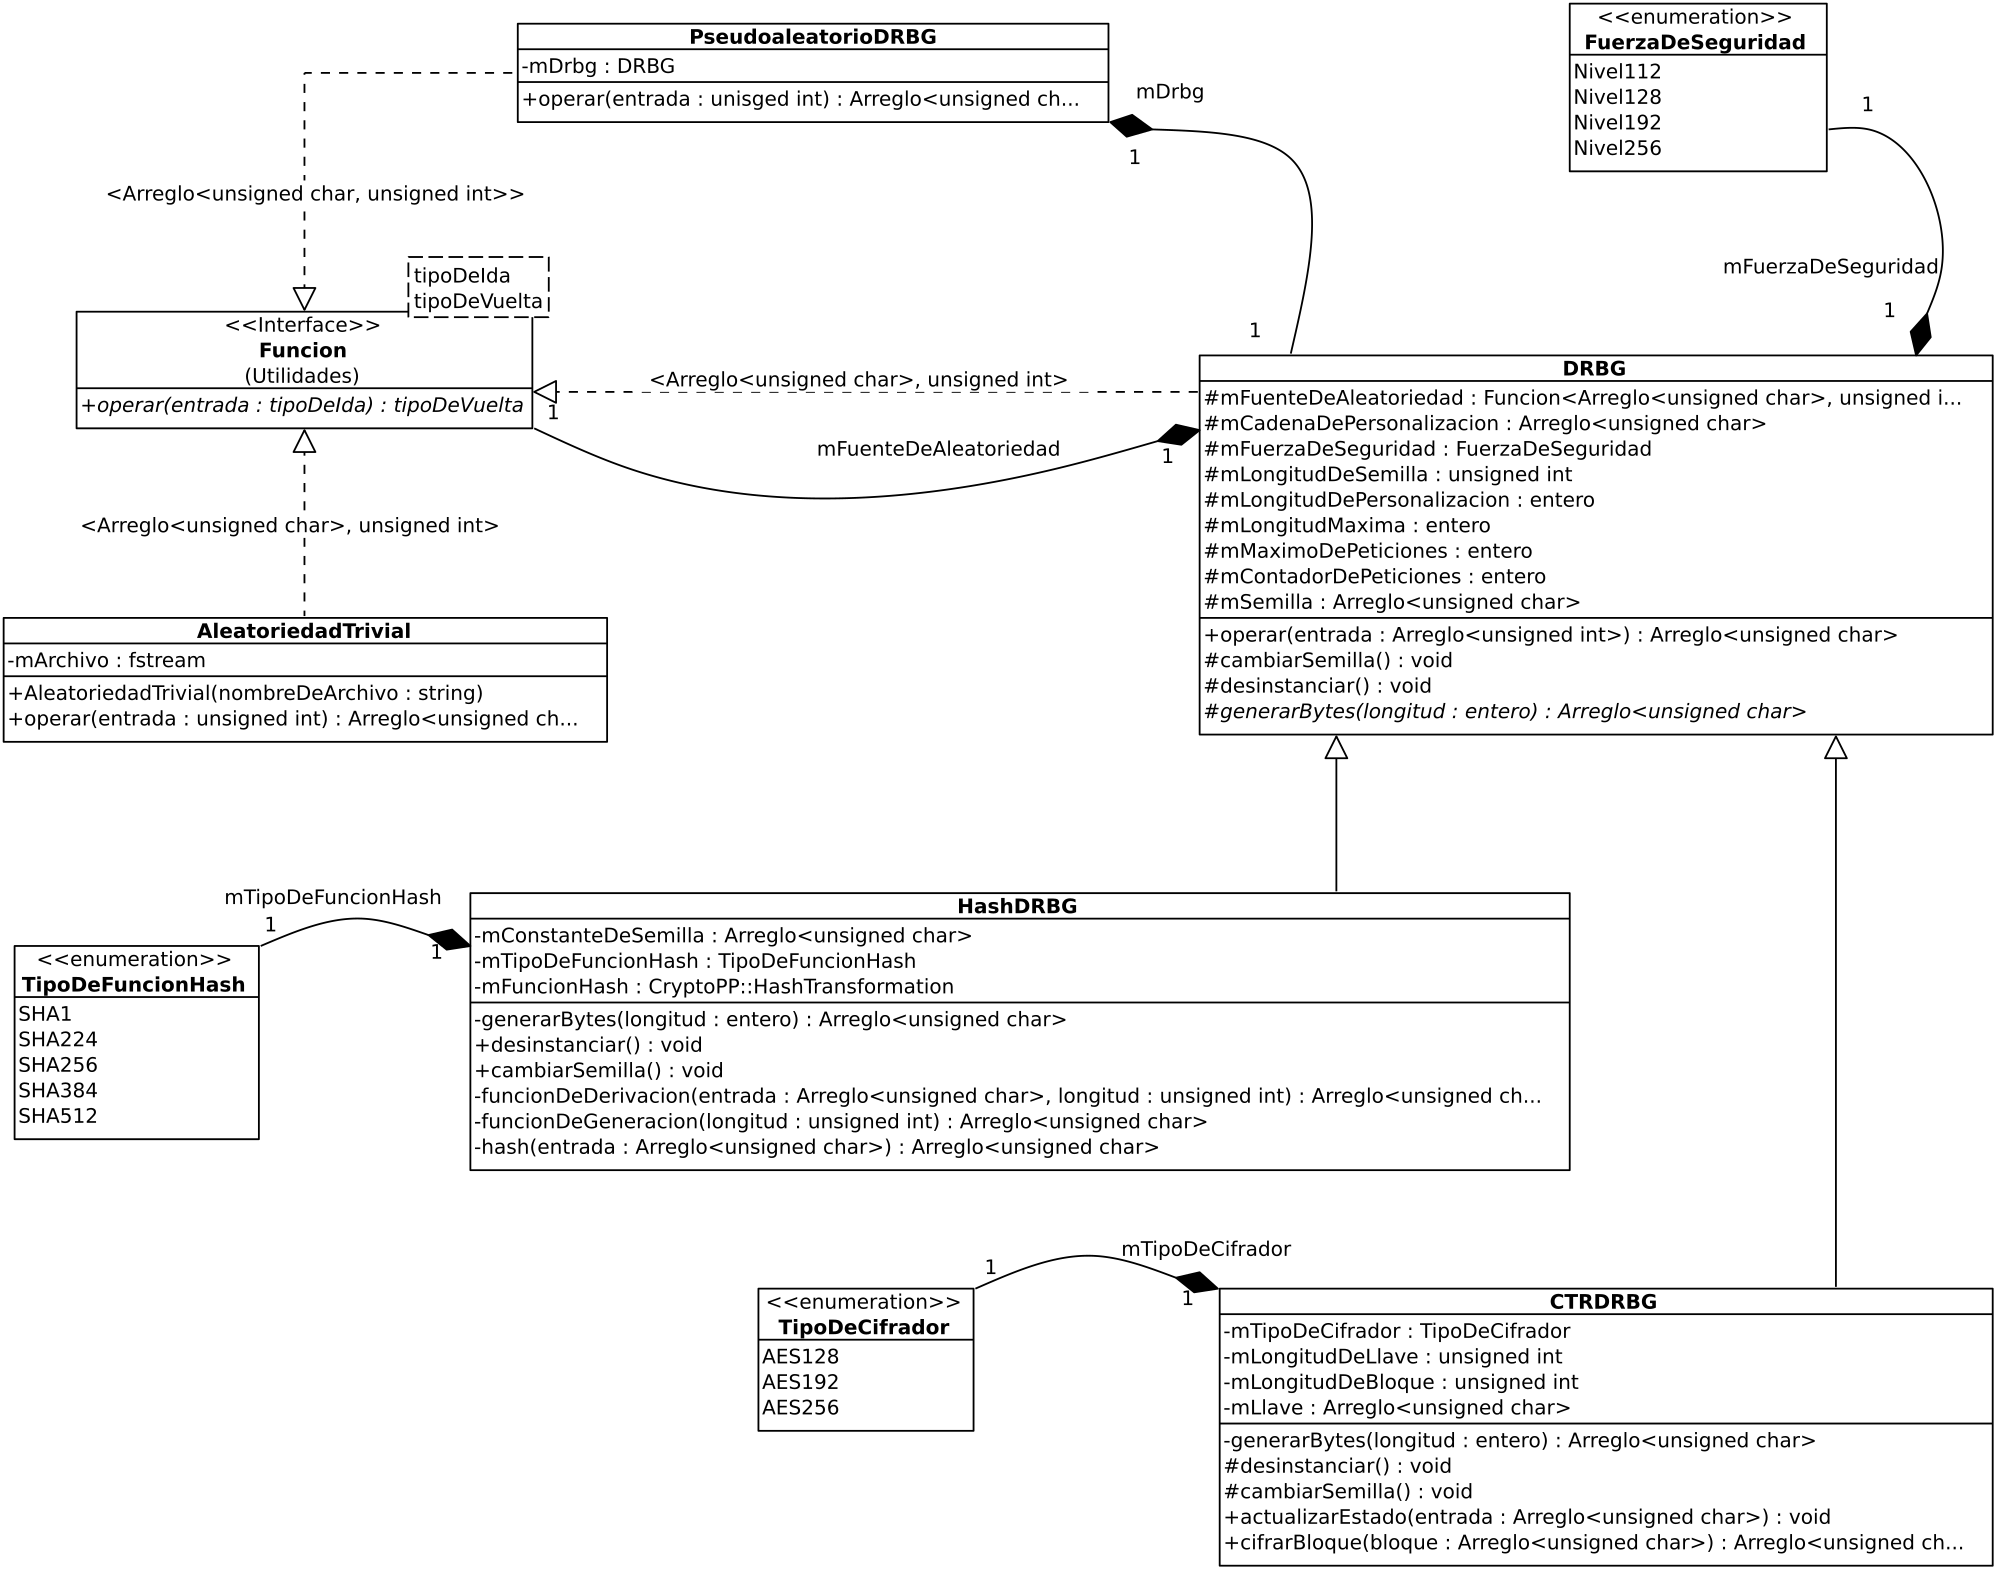 PseudoaleatorioDRBG
-mDrbg : DRBG
+operar(entrada : unisged int) : Arreglo<unsigned ch...
<<enumeration>>
FuerzaDeSeguridad
Nivel112
Nivel128
Nivel192
Nivel256
mDrbg
1
1
1
mFuerzaDeSeguridad
1
<Arreglo<unsigned char, unsigned int>>
tipoDeIda
tipoDeVuelta
<<Interface>>
Funcion
(Utilidades)
+operar(entrada : tipoDeIda) : tipoDeVuelta
<Arreglo<unsigned char>, unsigned int>
1
mFuenteDeAleatoriedad
1
DRBG
#mFuenteDeAleatoriedad : Funcion<Arreglo<unsigned char>, unsigned i...
#mCadenaDePersonalizacion : Arreglo<unsigned char>
#mFuerzaDeSeguridad : FuerzaDeSeguridad
#mLongitudDeSemilla : unsigned int
#mLongitudDePersonalizacion : entero
#mLongitudMaxima : entero
#mMaximoDePeticiones : entero
#mContadorDePeticiones : entero
#mSemilla : Arreglo<unsigned char>
+operar(entrada : Arreglo<unsigned int>) : Arreglo<unsigned char>
#cambiarSemilla() : void
#desinstanciar() : void
#generarBytes(longitud : entero) : Arreglo<unsigned char>
<Arreglo<unsigned char>, unsigned int>
AleatoriedadTrivial
-mArchivo : fstream
+AleatoriedadTrivial(nombreDeArchivo : string)
+operar(entrada : unsigned int) : Arreglo<unsigned ch...
mTipoDeFuncionHash
1
1
<<enumeration>>
TipoDeFuncionHash
SHA1
SHA224
SHA256
SHA384
SHA512
HashDRBG
-mConstanteDeSemilla : Arreglo<unsigned char>
-mTipoDeFuncionHash : TipoDeFuncionHash
-mFuncionHash : CryptoPP::HashTransformation
-generarBytes(longitud : entero) : Arreglo<unsigned char>
+desinstanciar() : void
+cambiarSemilla() : void
-funcionDeDerivacion(entrada : Arreglo<unsigned char>, longitud : unsigned int) : Arreglo<unsigned ch...
-funcionDeGeneracion(longitud : unsigned int) : Arreglo<unsigned char>
-hash(entrada : Arreglo<unsigned char>) : Arreglo<unsigned char>
mTipoDeCifrador
1
1
<<enumeration>>
TipoDeCifrador
AES128
AES192
AES256
CTRDRBG
-mTipoDeCifrador : TipoDeCifrador
-mLongitudDeLlave : unsigned int
-mLongitudDeBloque : unsigned int
-mLlave : Arreglo<unsigned char>
-generarBytes(longitud : entero) : Arreglo<unsigned char>
#desinstanciar() : void
#cambiarSemilla() : void
+actualizarEstado(entrada : Arreglo<unsigned char>) : void
+cifrarBloque(bloque : Arreglo<unsigned char>) : Arreglo<unsigned ch...